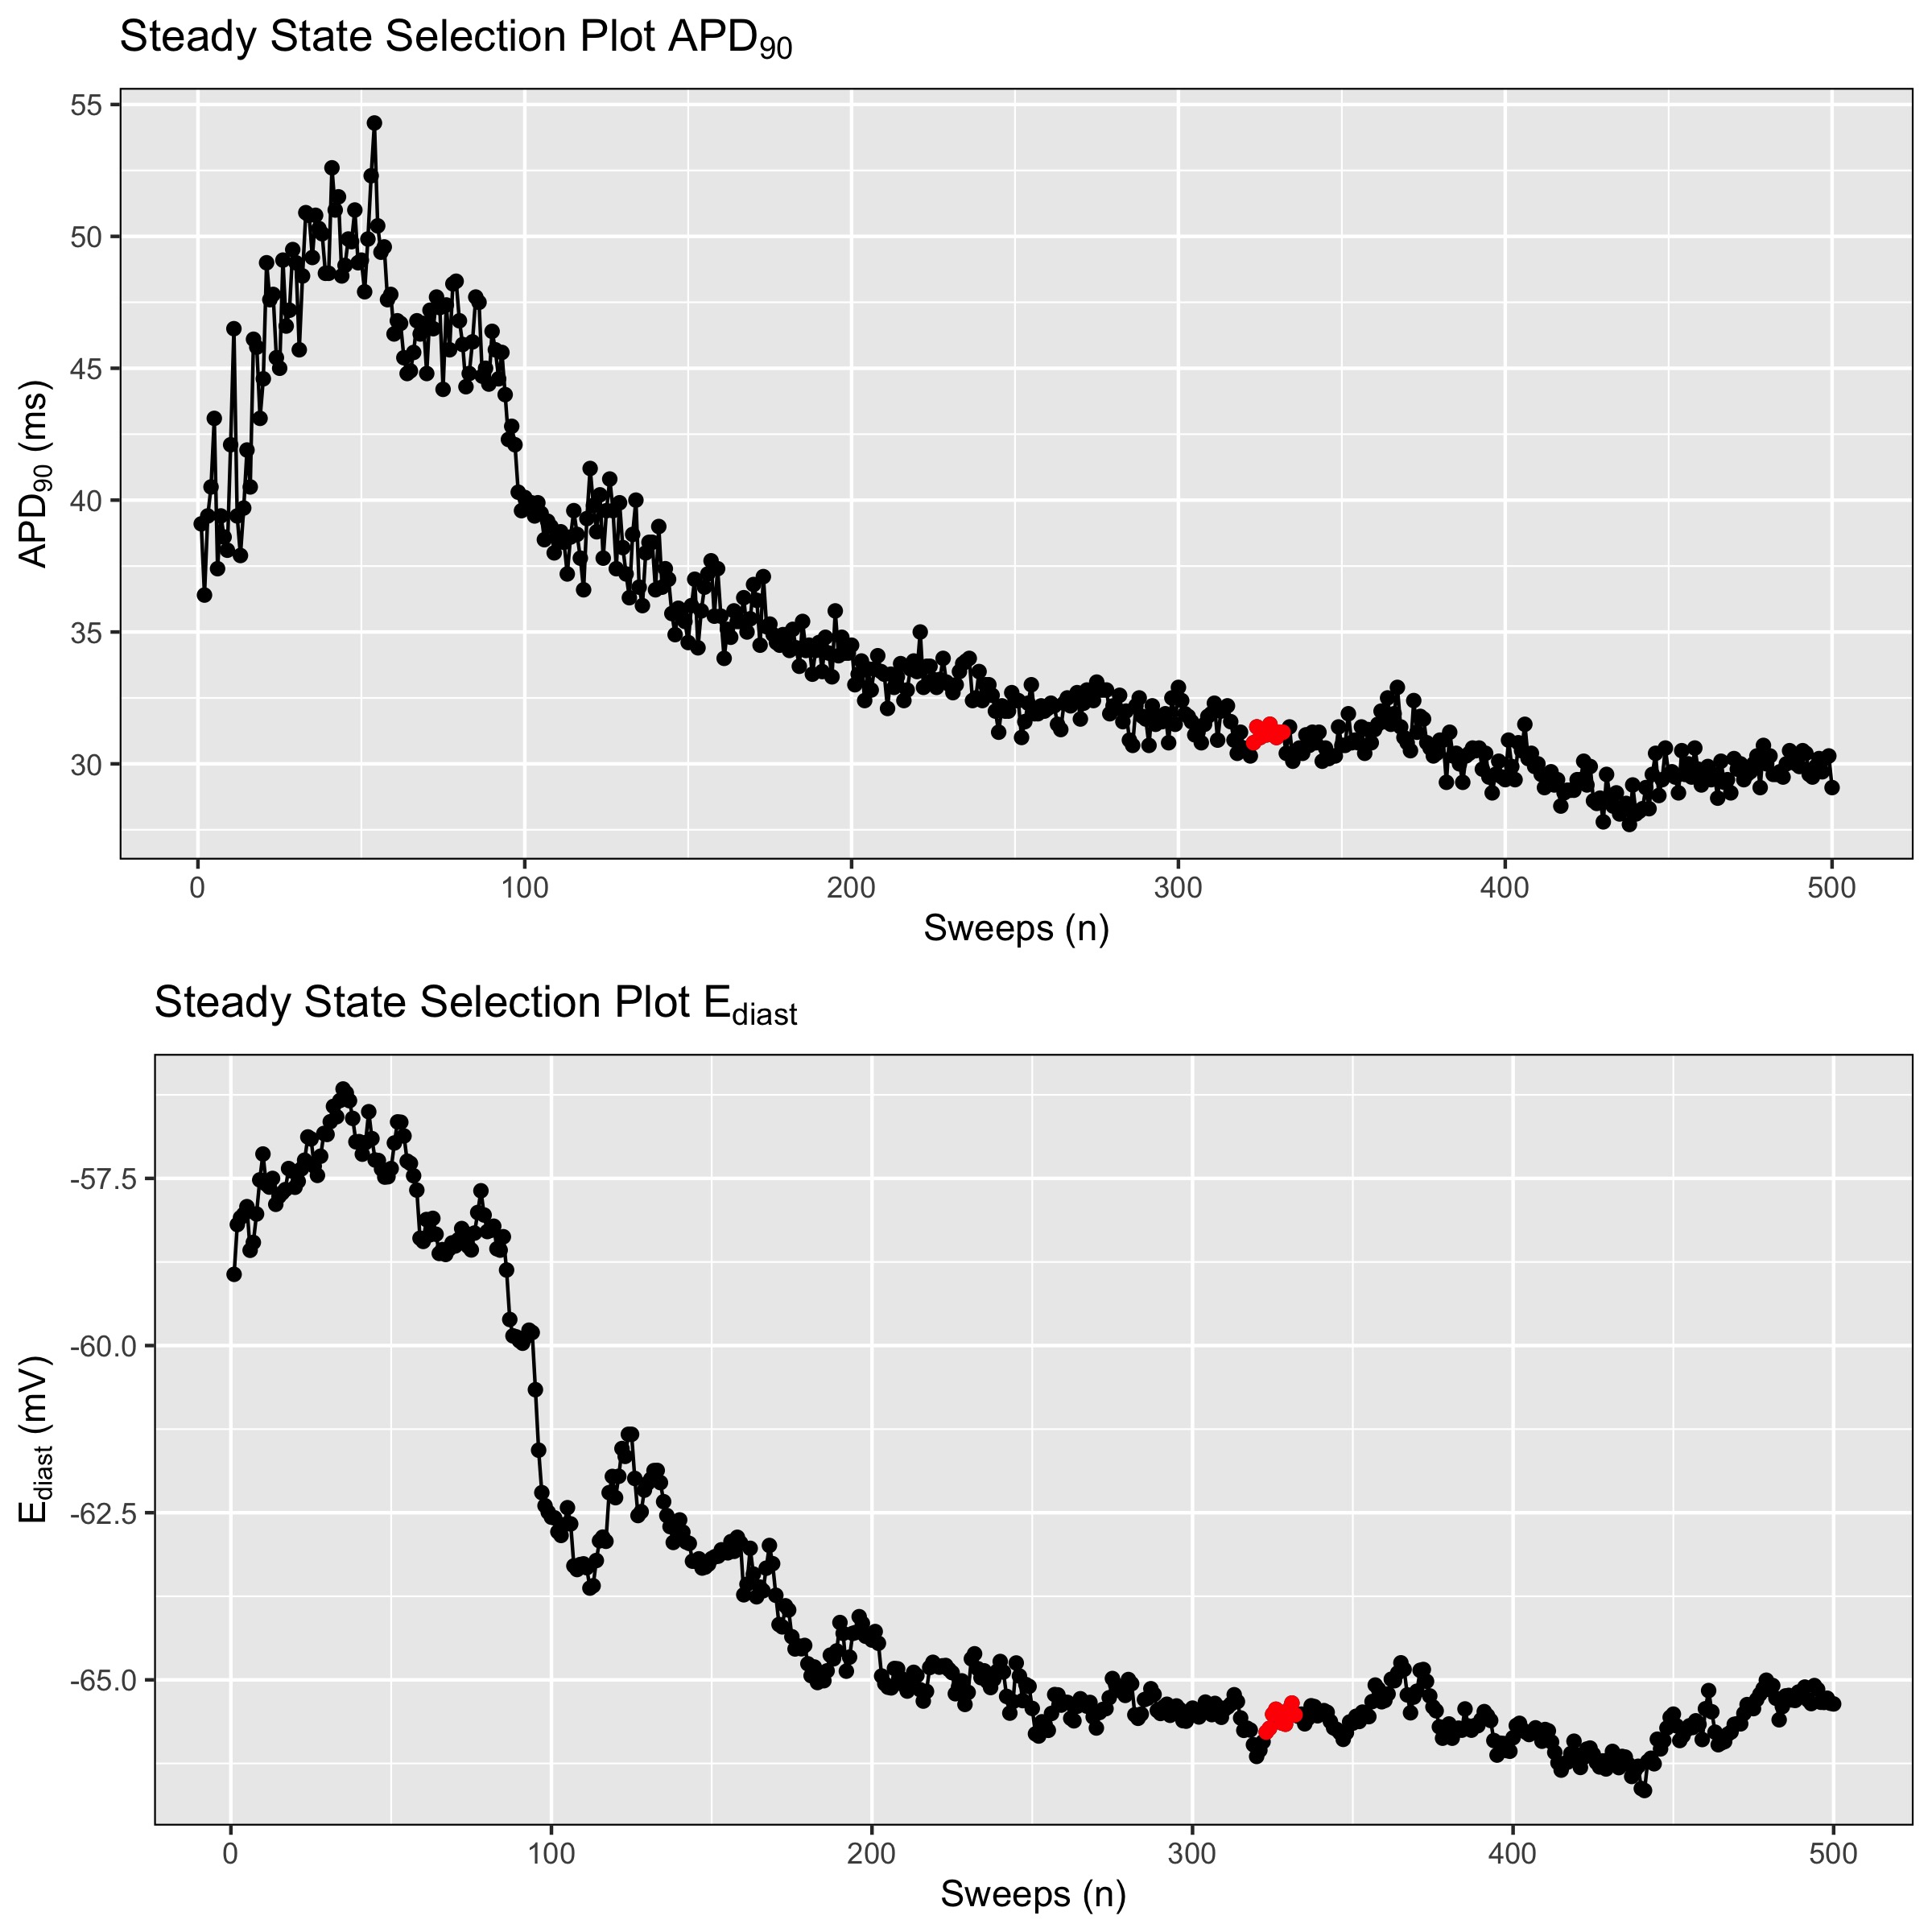 Steady State Selection Plot APD90
55
50
45
40
35
30
APD90 (ms)
0 100 200 300 400 500
Sweeps (n)
Steady State Selection Plot Ediast
-57.5
-60.0
-62.5
-65.0
Ediast (mV)
0 100 200 300 400 500
Sweeps (n)